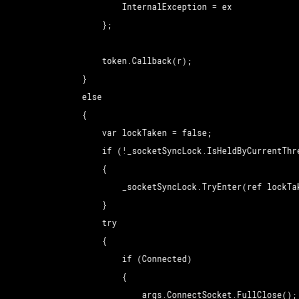 InternalException = ex
};
token.Callback(r);
}
else
{
var lockTaken = false;
if (!_socketSyncLock.IsHeldByCurrentThre
{
_socketSyncLock.TryEnter(ref lockTak
}
try
{
if (Connected)
{
args.ConnectSocket.FullClose();